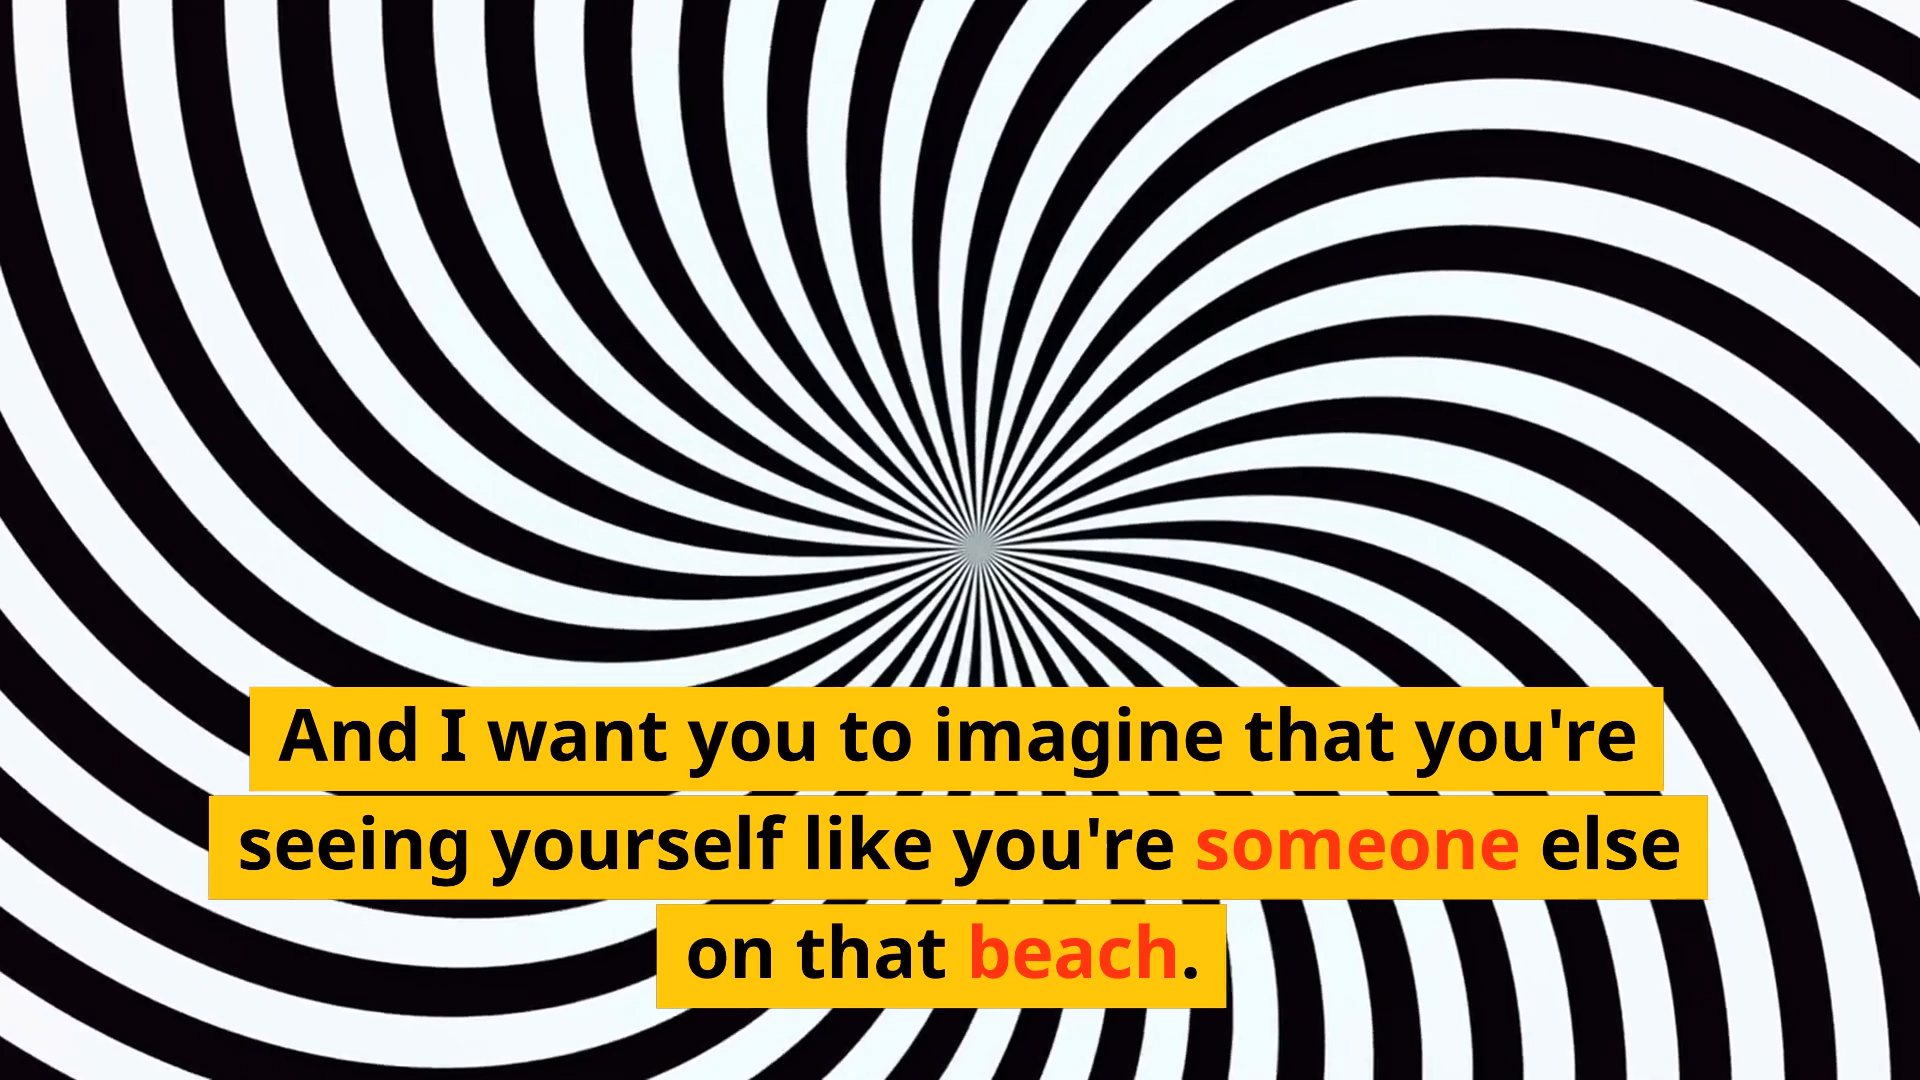 And I want you to imagine that you're
seeing yourself like you're someone else
on that beach.